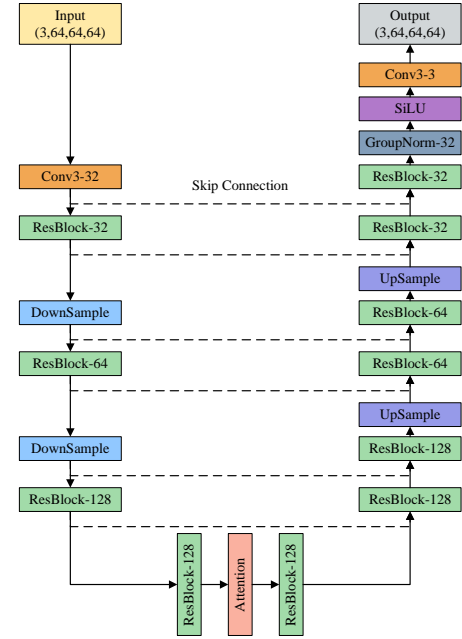 Input
(3,64,64,64)
Conv3-32
ResBlock-32
DownSample
ResBlock-64
DownSample
ResBlock-128
ResBlock-128
Attention
ResBlock-128
Skip Connection
Output
(3,64,64,64)
Conv3-3
SiLU
GroupNorm-32
ResBlock-32
ResBlock-32
UpSample
ResBlock-64
ResBlock-64
UpSample
ResBlock-128
ResBlock-128